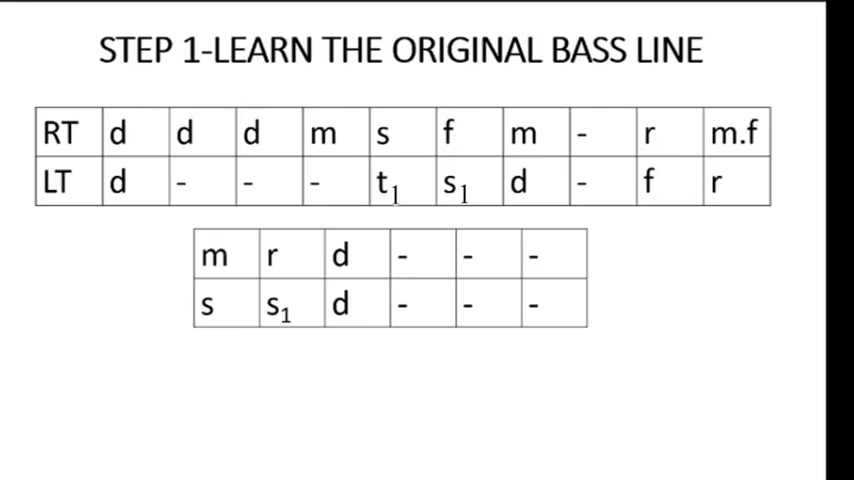 STEP 1-LEARN THE ORIGINAL BASS LINE
RT d d d m s f m - r m.f
LT d - - - t₁ s₁ d - f r
m r d - - -
s s₁ d - - -